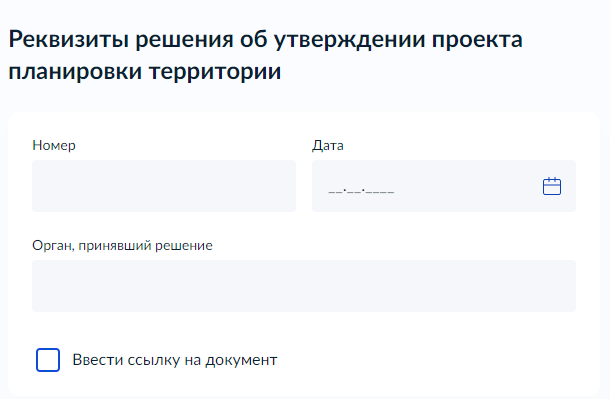 Реквизиты решения об утверждении проекта
планировки территории
Номер
Дата
__.__.____
Орган, принявший решение
Ввести ссылку на документ